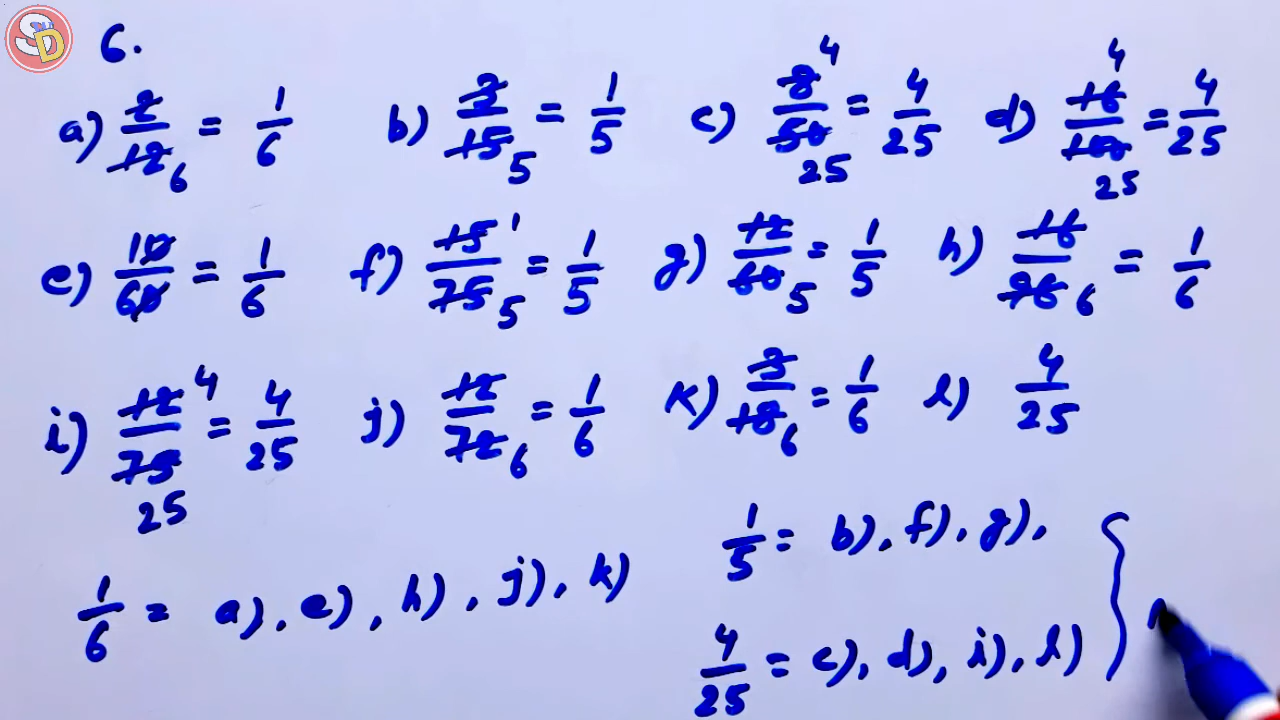 SD
6.
a) 2/12 6 = 1/6 b) 3/15 5 = 1/5 c) 8 4/50 25 = 4/25 d) 16 4/100 25 = 4/25
e) 10/60 = 1/6 f) 15 1/75 5 = 1/5 g) 12/60 5 = 1/5 h) 16/96 6 = 1/6
i) 12 4/75 25 = 4/25 j) 12/72 6 = 1/6 k) 3/18 6 = 1/6 l) 4/25
1/6 = a), e), h), j), k)
1/5 = b), f), g),
4/25 = c), d), i), l)